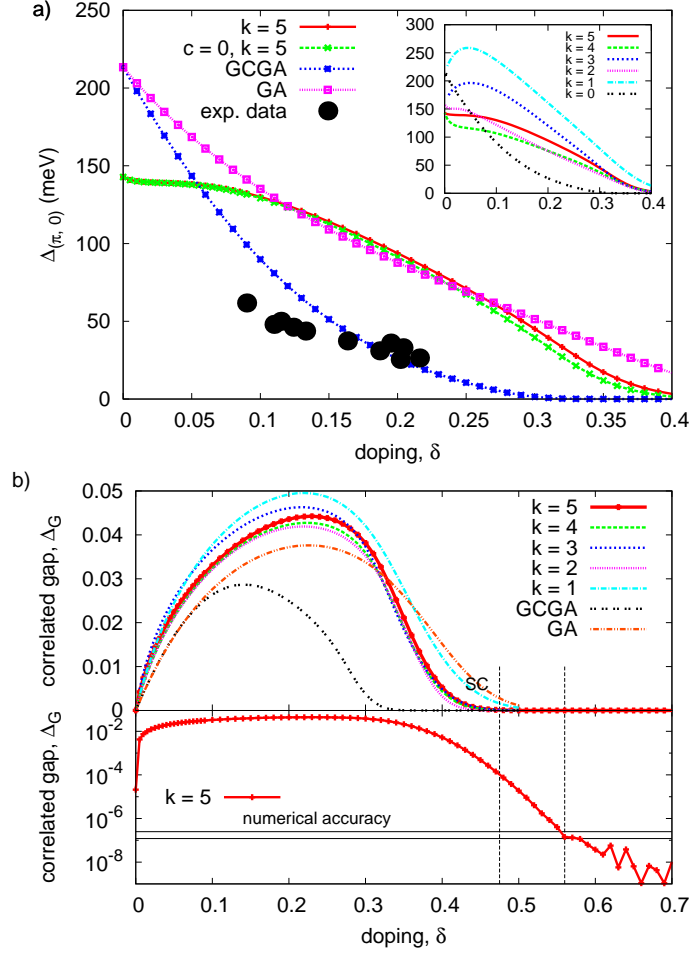 a)
Δ(π, 0) (meV)
250
200
150
100
50
0
0 0.05 0.1 0.15 0.2 0.25 0.3 0.35 0.4
doping, δ
k = 5
c = 0, k = 5
GCGA
GA
exp. data
300
250
200
150
100
50
0
0 0.1 0.2 0.3 0.4
k = 5
k = 4
k = 3
k = 2
k = 1
k = 0
b)
correlated gap, ΔG
0.05
0.04
0.03
0.02
0.01
0
k = 5
k = 4
k = 3
k = 2
k = 1
GCGA
GA
SC
correlated gap, ΔG
10-2
10-4
10-6
10-8
k = 5
numerical accuracy
0 0.1 0.2 0.3 0.4 0.5 0.6 0.7
doping, δ